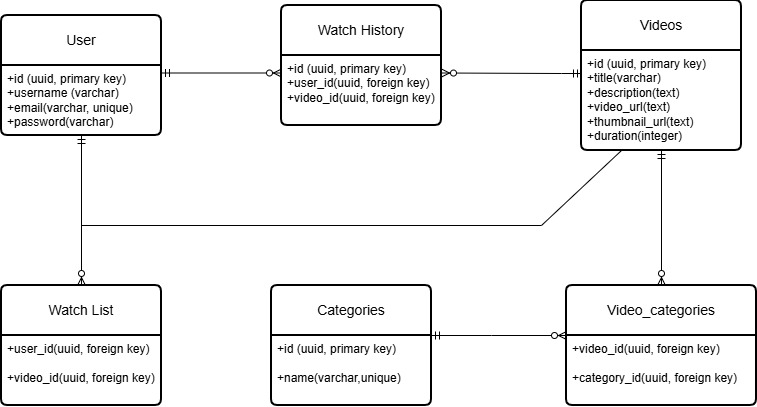 User
+id (uuid, primary key)
+username (varchar)
+email(varchar, unique)
+password(varchar)
Watch History
+id (uuid, primary key)
+user_id(uuid, foreign key)
+video_id(uuid, foreign key)
Videos
+id (uuid, primary key)
+title(varchar)
+description(text)
+video_url(text)
+thumbnail_url(text)
+duration(integer)
Watch List
+user_id(uuid, foreign key)
+video_id(uuid, foreign key)
Categories
+id (uuid, primary key)
+name(varchar,unique)
Video_categories
+video_id(uuid, foreign key)
+category_id(uuid, foreign key)